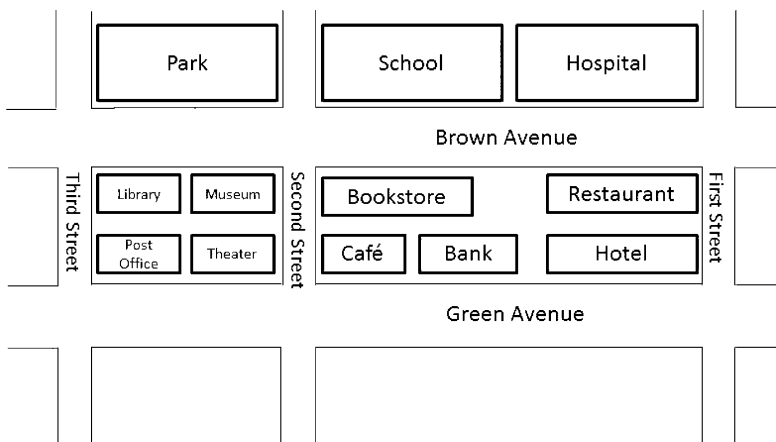 Park
School
Hospital
Brown Avenue
Third Street
Library
Museum
Second Street
Bookstore
Restaurant
First Street
Post
Office
Theater
Café
Bank
Hotel
Green Avenue